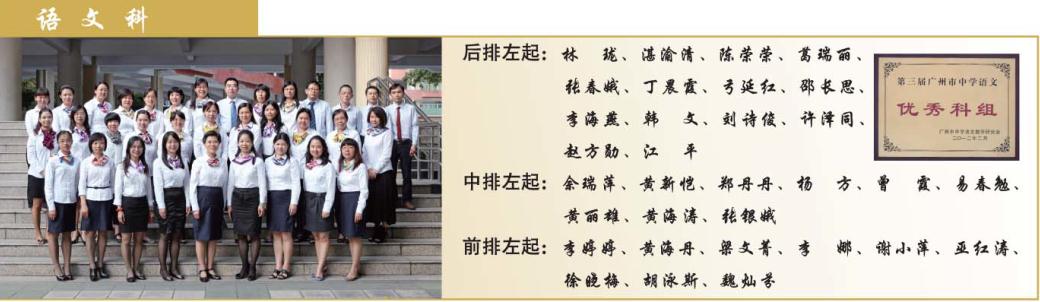 语文科
后排左起：林　珑、湛渝清、陈荣荣、葛瑞丽、
张春娥、丁晨霞、弓延红、邵长思、
李海燕、韩　文、刘诗俊、许泽同、
赵方勋、江　平
中排左起：余瑞萍、黄新恺、郑丹丹、杨　方、曾　霞、易春勉、
黄丽雄、黄海涛、张银娥
前排左起：李婷婷、黄海丹、梁文菁、李　娜、谢小萍、巫红涛、
徐晓梅、胡泳斯、魏灿芬
第三届广州市中学语文
优秀科组
广州市中学语文教学研究会
二〇一二年二月